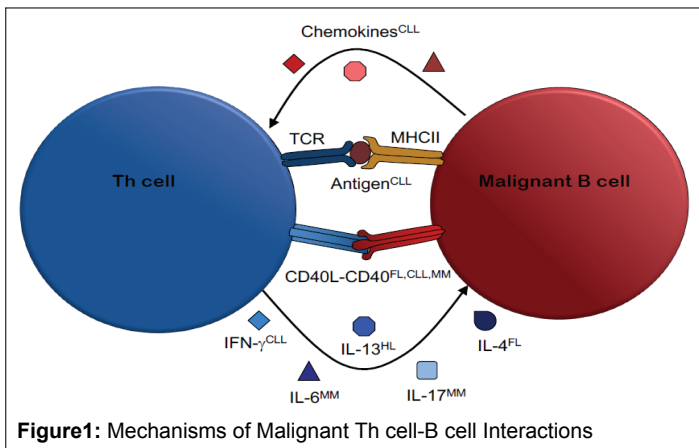 Chemokines^CLL
TCR
MHCII
Th cell
Antigen^CLL
Malignant B cell
CD40L-CD40^FL,CLL,MM
IFN-γ^CLL
IL-13^HL
IL-4^FL
IL-6^MM
IL-17^MM
Figure1: Mechanisms of Malignant Th cell-B cell Interactions